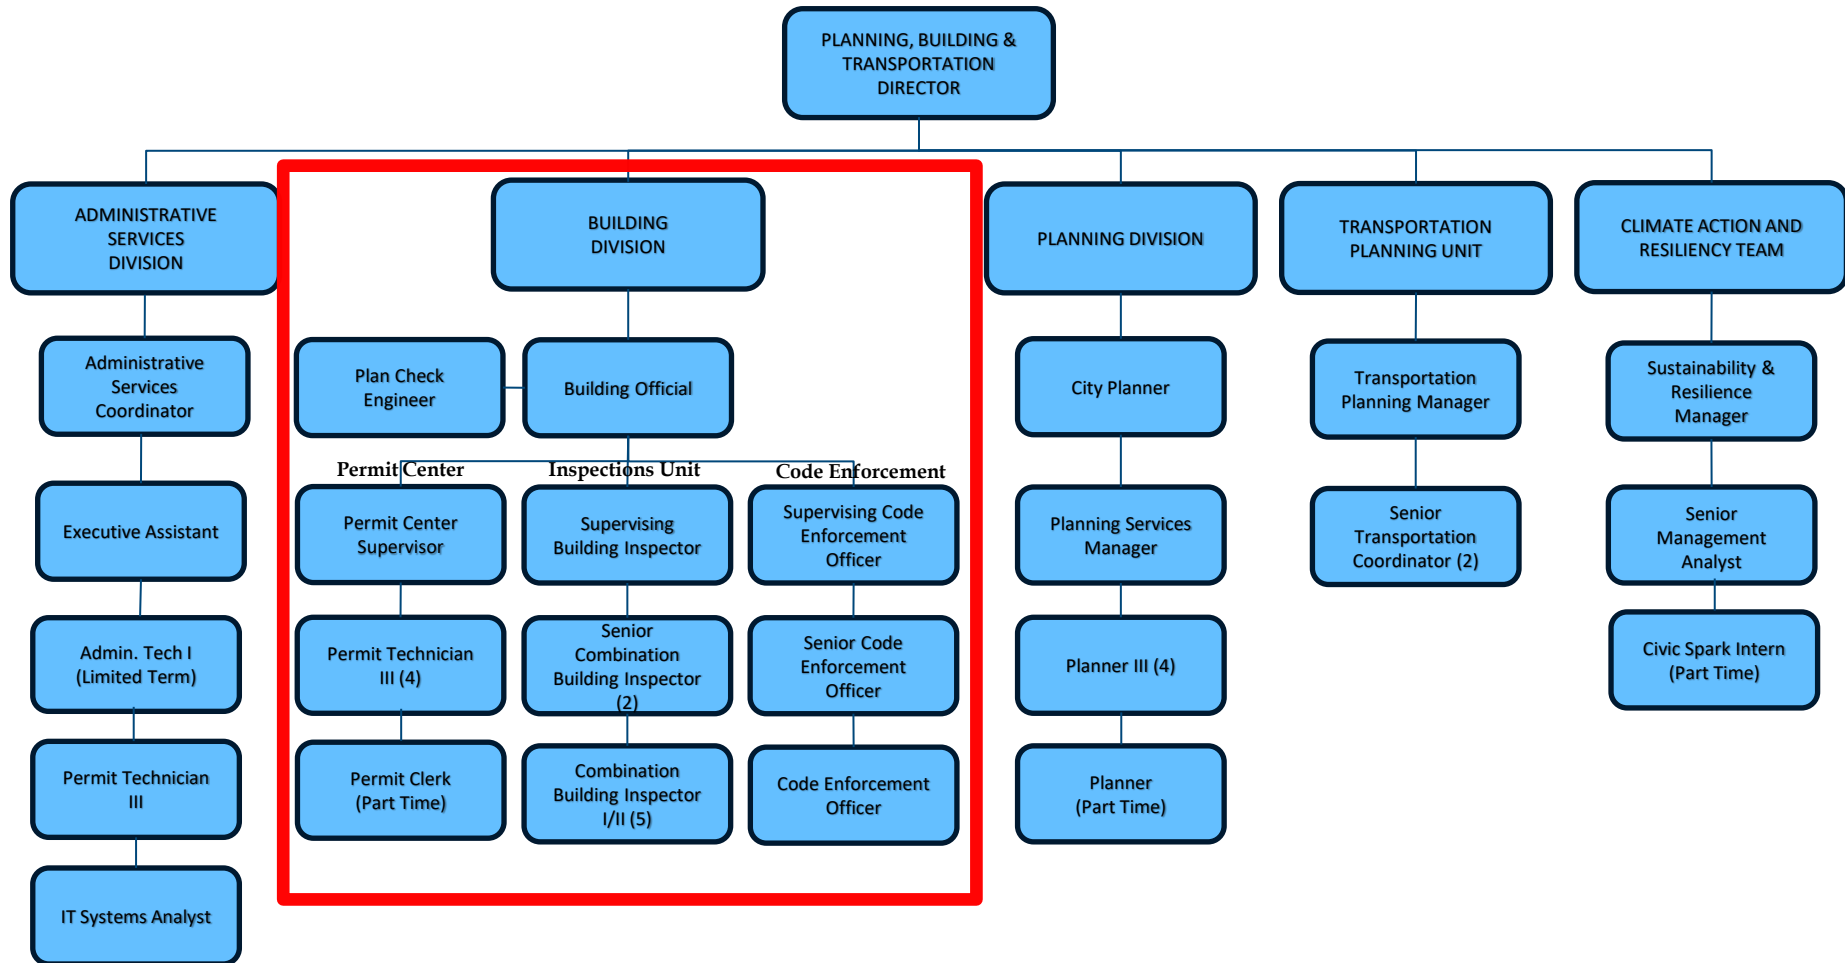 PLANNING, BUILDING &
TRANSPORTATION
DIRECTOR
ADMINISTRATIVE
SERVICES
DIVISION
BUILDING
DIVISION
PLANNING DIVISION
TRANSPORTATION
PLANNING UNIT
CLIMATE ACTION AND
RESILIENCY TEAM
Administrative
Services
Coordinator
Plan Check
Engineer
Building Official
City Planner
Transportation
Planning Manager
Sustainability &
Resilience
Manager
Permit Center
Inspections Unit
Code Enforcement
Executive Assistant
Permit Center
Supervisor
Supervising
Building Inspector
Supervising Code
Enforcement
Officer
Planning Services
Manager
Senior
Transportation
Coordinator (2)
Senior
Management
Analyst
Admin. Tech I
(Limited Term)
Permit Technician
III (4)
Senior
Combination
Building Inspector
(2)
Senior Code
Enforcement
Officer
Planner III (4)
Civic Spark Intern
(Part Time)
Permit Technician
III
Permit Clerk
(Part Time)
Combination
Building Inspector
I/II (5)
Code Enforcement
Officer
Planner
(Part Time)
IT Systems Analyst